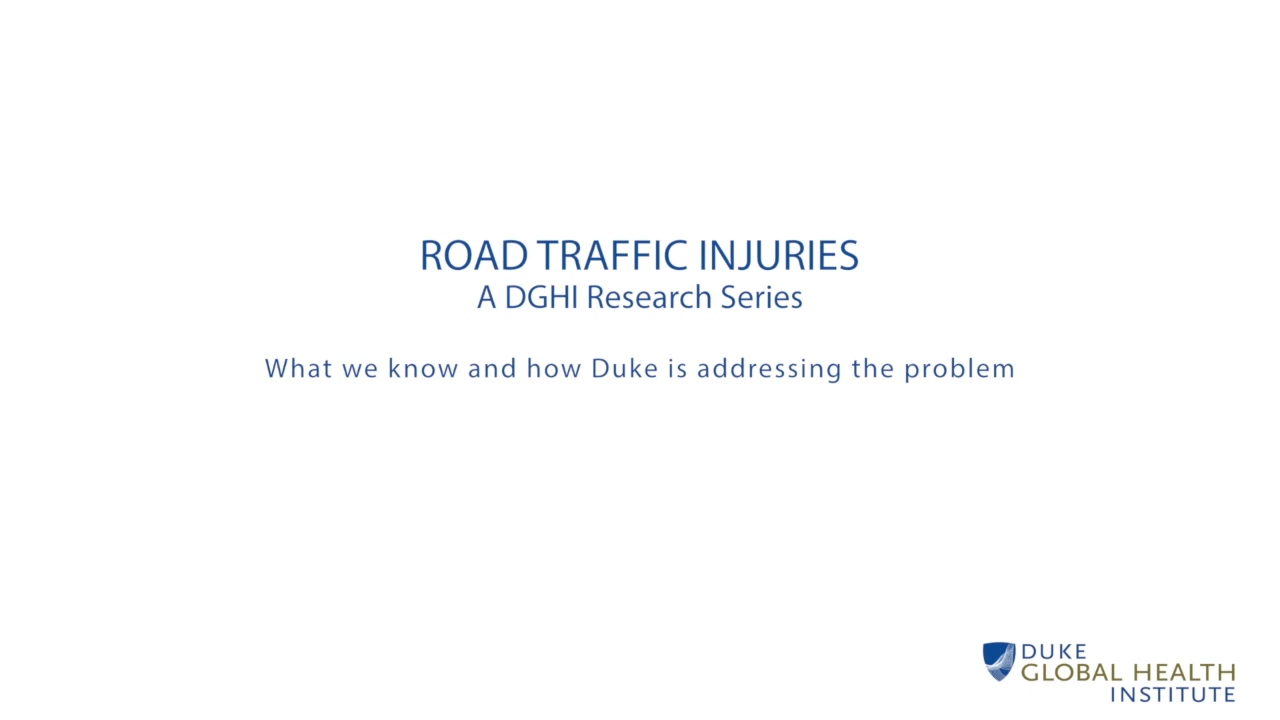 ROAD TRAFFIC INJURIES
A DGHI Research Series
What we know and how Duke is addressing the problem
DUKE
GLOBAL HEALTH
INSTITUTE